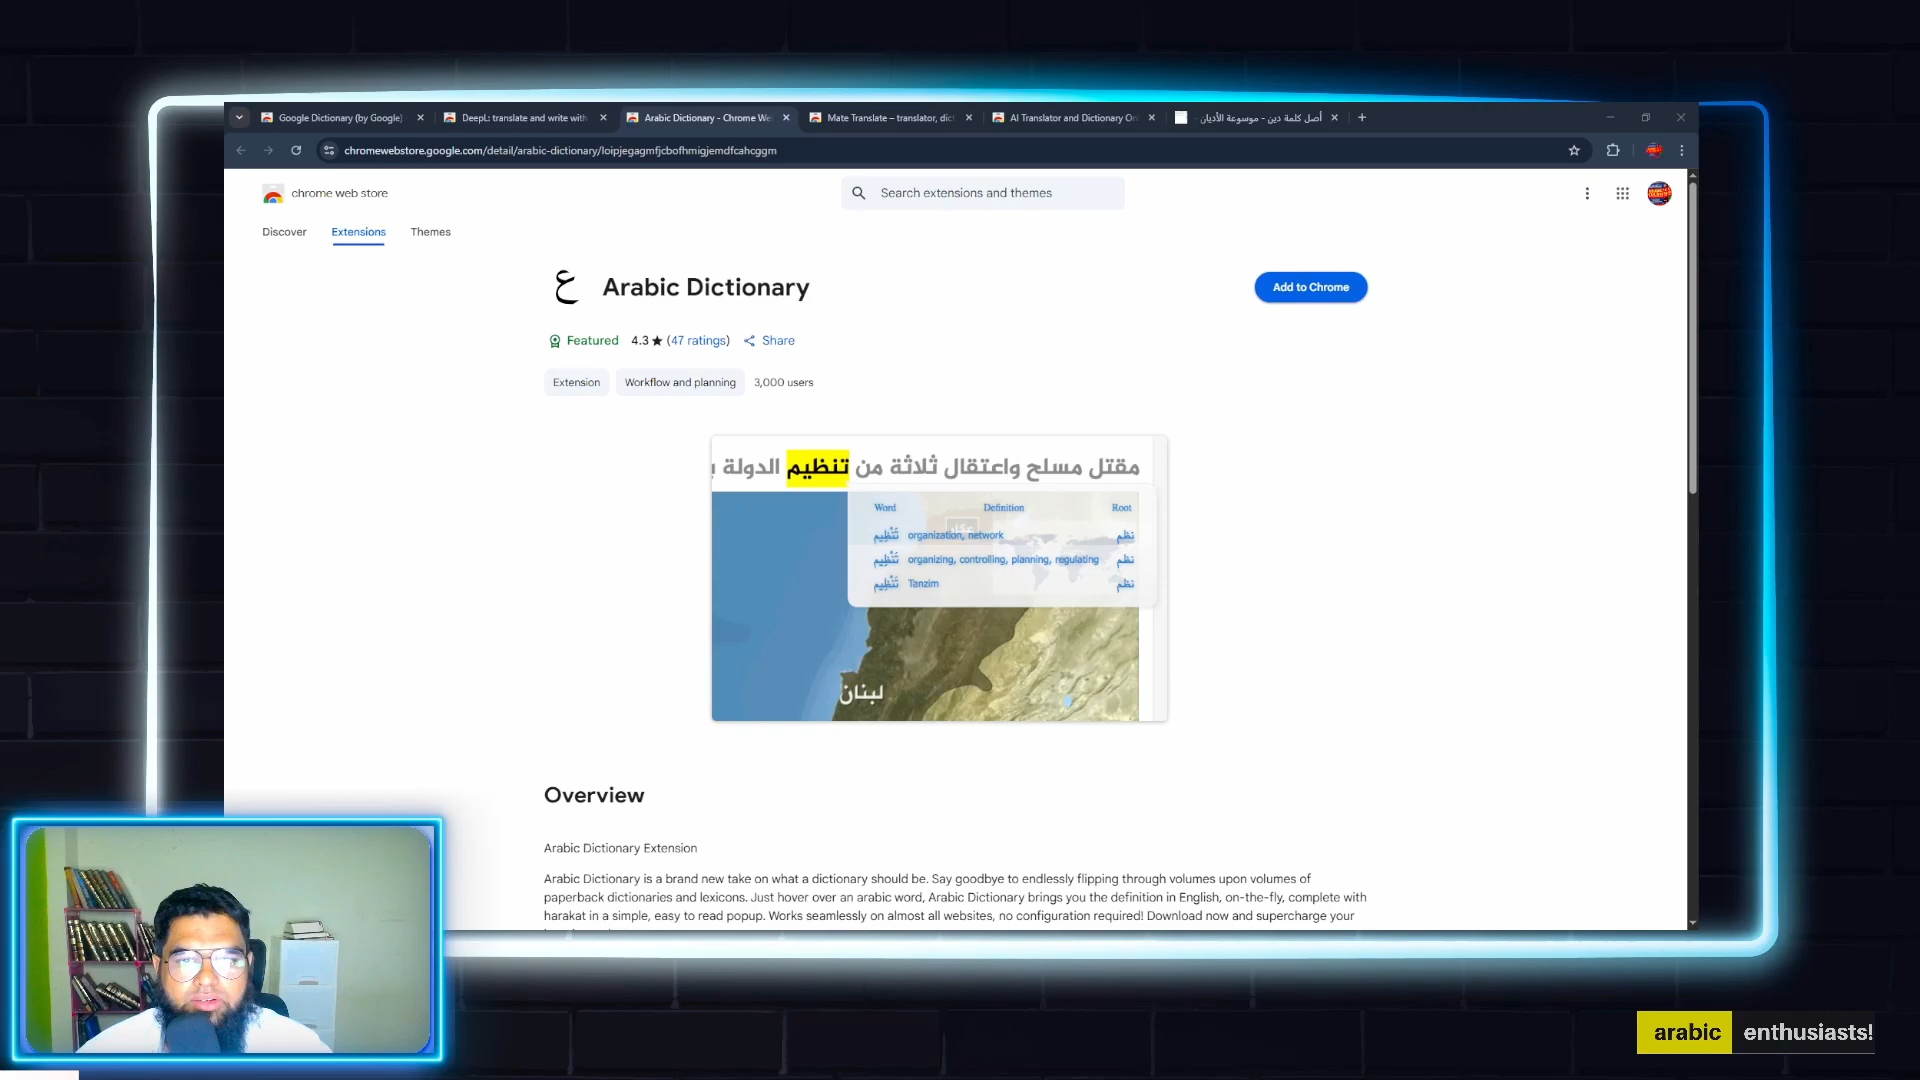 Google Dictionary (by Google)
DeepL: translate and write with
Arabic Dictionary - Chrome We
Mate Translate – translator, dict
AI Translator and Dictionary On
أصل كلمة دين - موسوعة الأديان -
chromewebstore.google.com/detail/arabic-dictionary/loipjegagmfjcbofhmigjemdfcahcggm
chrome web store
Search extensions and themes
Discover
Extensions
Themes
ع
Arabic Dictionary
Add to Chrome
Featured 4.3★ (47 ratings) Share
Extension
Workflow and planning
3,000 users
مقتل مسلح واعتقال ثلاثة من تنظيم الدولة ب
Word Definition Root
عكار
تَنْظِيم organization, network نظم
تَنْظِيم organizing, controlling, planning, regulating نظم
تَنْظِيم Tanzim نظم
لبنان
Overview
Arabic Dictionary Extension
Arabic Dictionary is a brand new take on what a dictionary should be. Say goodbye to endlessly flipping through volumes upon volumes of
paperback dictionaries and lexicons. Just hover over an arabic word, Arabic Dictionary brings you the definition in English, on-the-fly, complete with
harakat in a simple, easy to read popup. Works seamlessly on almost all websites, no configuration required! Download now and supercharge your
arabic enthusiasts!